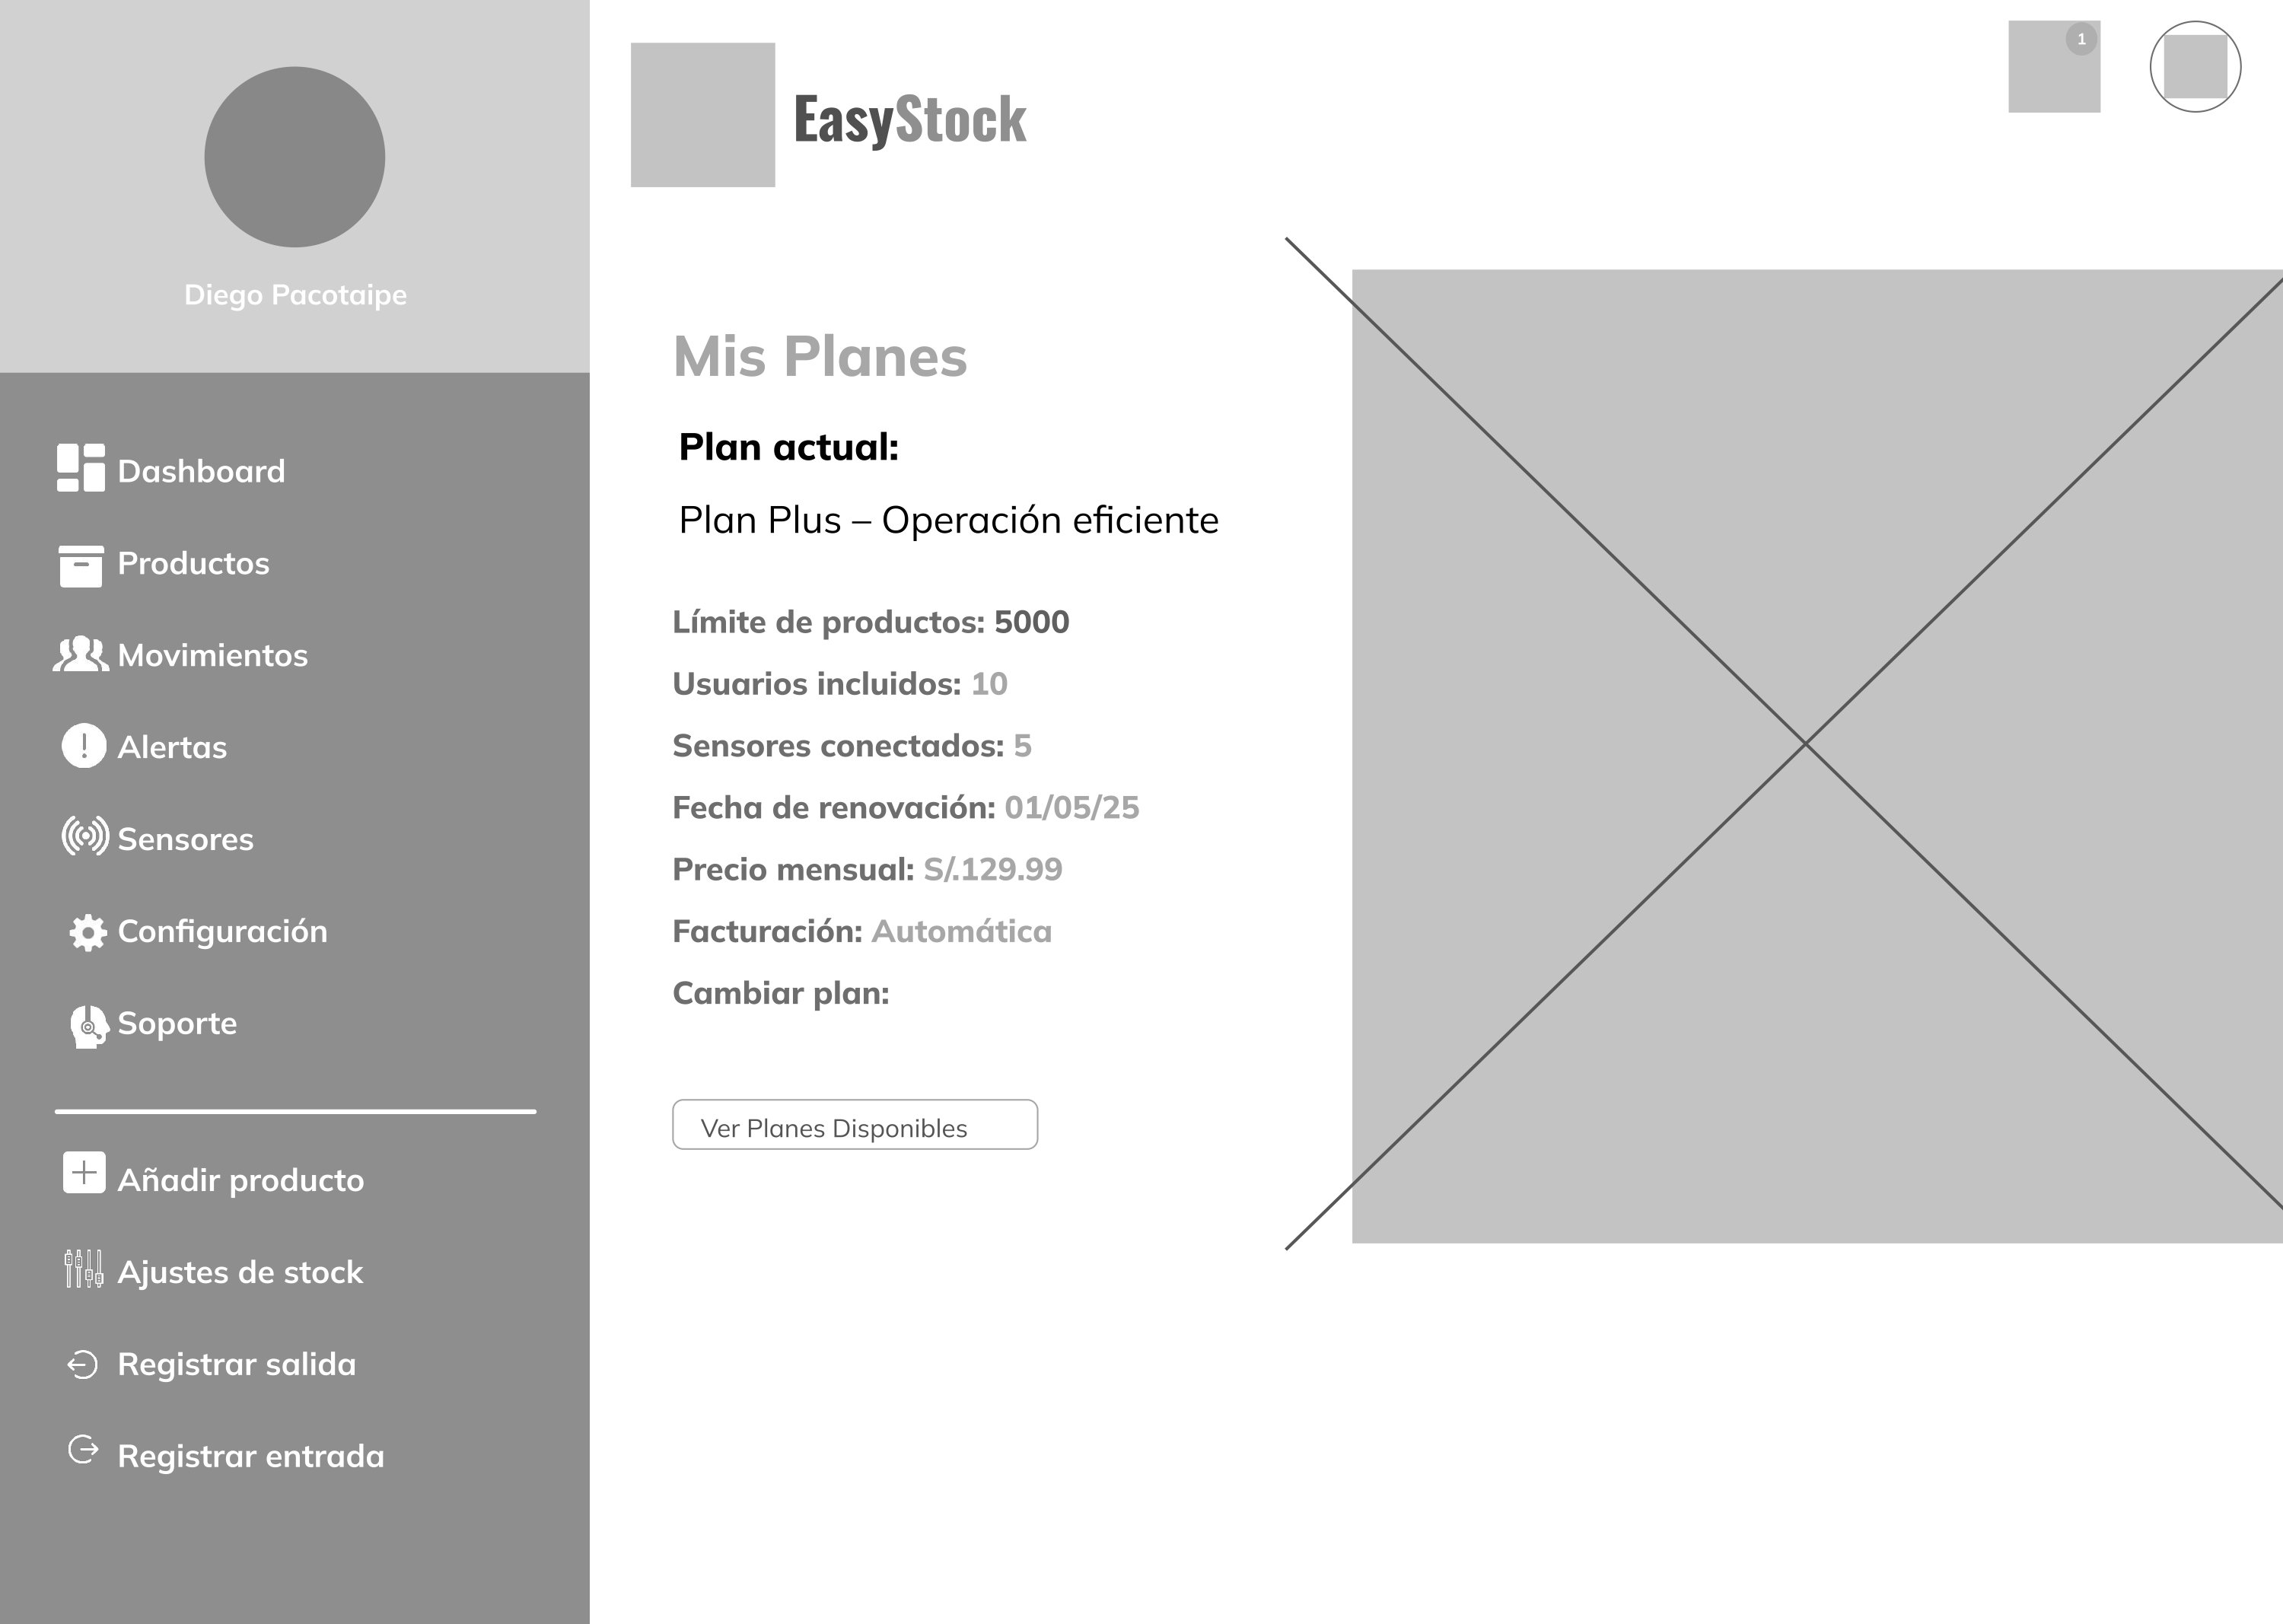 Diego Pacotaipe
Dashboard
Productos
Movimientos
Alertas
Sensores
Configuración
Soporte
Añadir producto
Ajustes de stock
Registrar salida
Registrar entrada
EasyStock
1
Mis Planes
Plan actual:
Plan Plus – Operación eficiente
Límite de productos: 5000
Usuarios incluidos: 10
Sensores conectados: 5
Fecha de renovación: 01/05/25
Precio mensual: S/.129.99
Facturación: Automática
Cambiar plan:
Ver Planes Disponibles